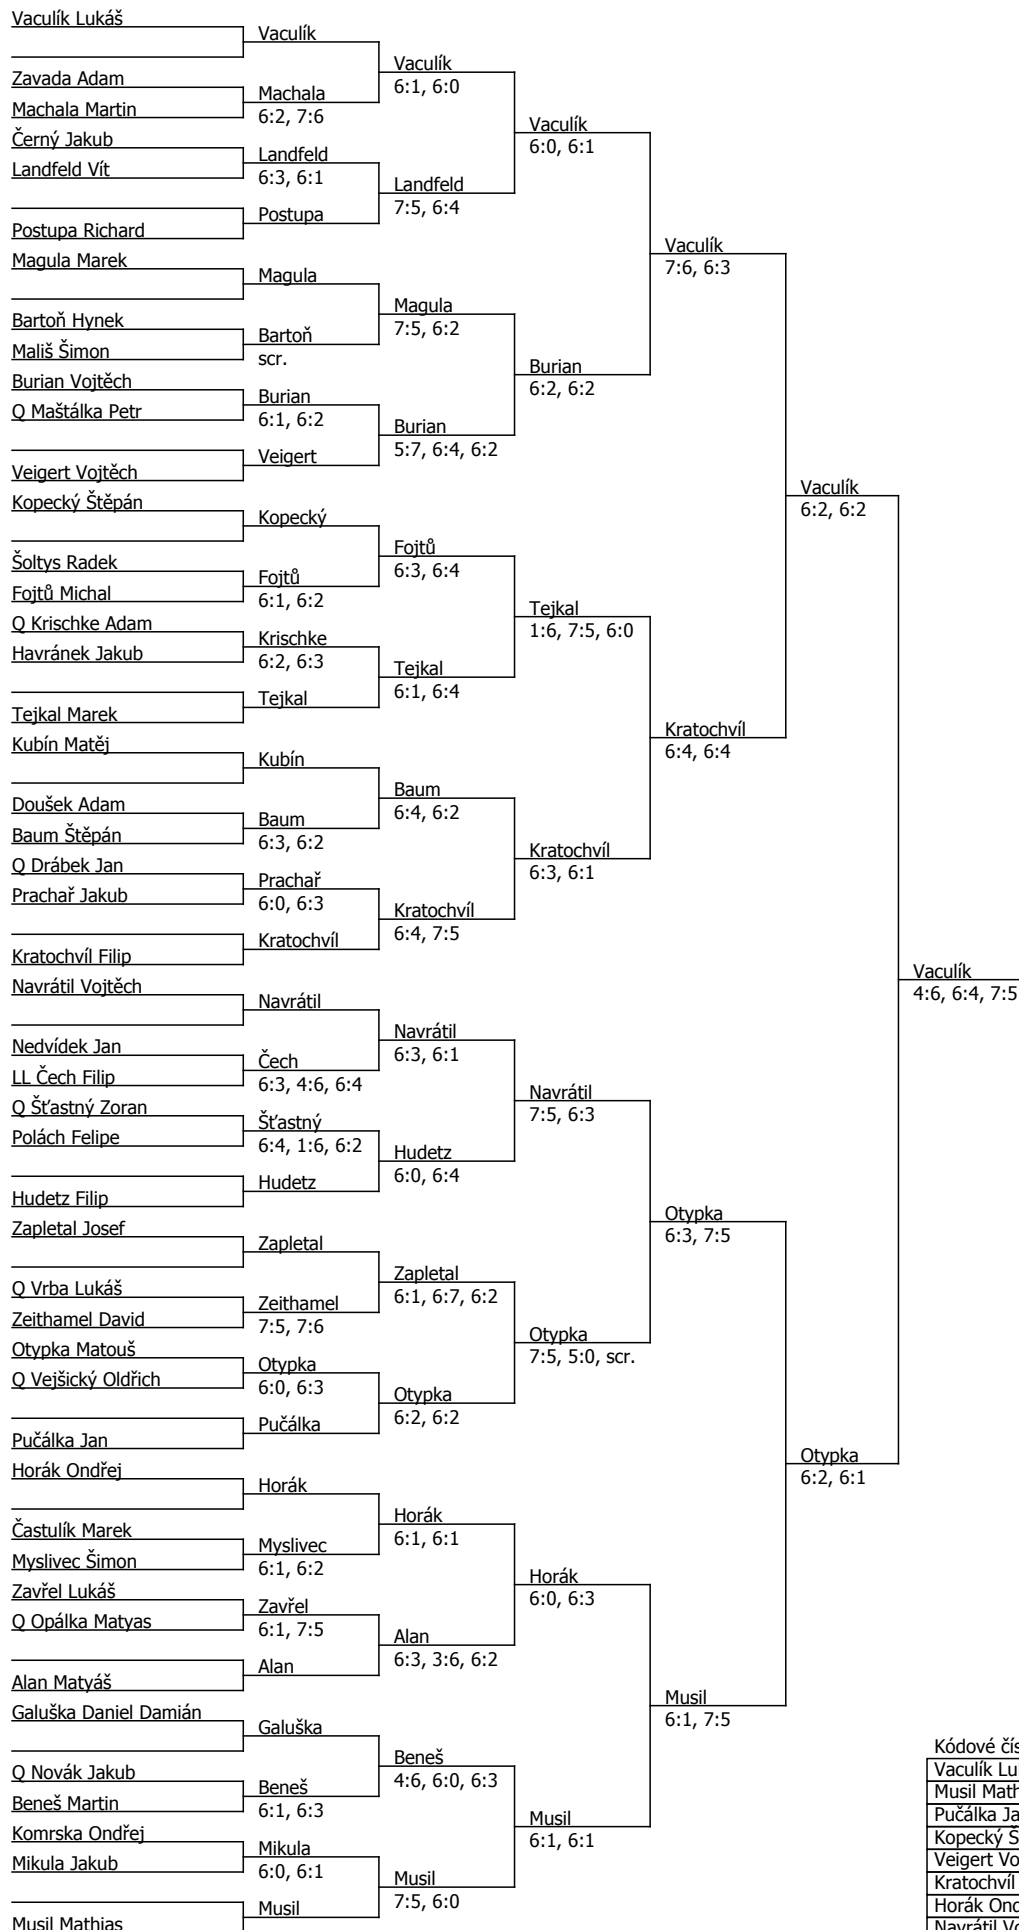 Vaculík Lukáš
Zavada Adam
Machala Martin
Černý Jakub
Landfeld Vít
Postupa Richard
Magula Marek
Bartoň Hynek
Mališ Šimon
Burian Vojtěch
Q Maštálka Petr
Veigert Vojtěch
Kopecký Štěpán
Šoltys Radek
Fojtů Michal
Q Krischke Adam
Havránek Jakub
Tejkal Marek
Kubín Matěj
Doušek Adam
Baum Štěpán
Q Drábek Jan
Prachař Jakub
Kratochvíl Filip
Navrátil Vojtěch
Nedvídek Jan
LL Čech Filip
Q Šťastný Zoran
Polách Felipe
Hudetz Filip
Zapletal Josef
Q Vrba Lukáš
Zeithamel David
Otypka Matouš
Q Vejšický Oldřich
Pučálka Jan
Horák Ondřej
Častulík Marek
Myslivec Šimon
Zavřel Lukáš
Q Opálka Matyas
Alan Matyáš
Galuška Daniel Damián
Q Novák Jakub
Beneš Martin
Komrska Ondřej
Mikula Jakub
Musil Mathias
Vaculík
Machala
6:2, 7:6
Landfeld
6:3, 6:1
Postupa
Magula
Bartoň
scr.
Burian
6:1, 6:2
Veigert
Kopecký
Fojtů
6:1, 6:2
Krischke
6:2, 6:3
Tejkal
Kubín
Baum
6:3, 6:2
Prachař
6:0, 6:3
Kratochvíl
Navrátil
Čech
6:3, 4:6, 6:4
Šťastný
6:4, 1:6, 6:2
Hudetz
Zapletal
Zeithamel
7:5, 7:6
Otypka
6:0, 6:3
Pučálka
Horák
Myslivec
6:1, 6:2
Zavřel
6:1, 7:5
Alan
Galuška
Beneš
6:1, 6:3
Mikula
6:0, 6:1
Musil
Vaculík
6:1, 6:0
Landfeld
7:5, 6:4
Magula
7:5, 6:2
Burian
5:7, 6:4, 6:2
Fojtů
6:3, 6:4
Tejkal
6:1, 6:4
Baum
6:4, 6:2
Kratochvíl
6:4, 7:5
Navrátil
6:3, 6:1
Hudetz
6:0, 6:4
Zapletal
6:1, 6:7, 6:2
Otypka
6:2, 6:2
Horák
6:1, 6:1
Alan
6:3, 3:6, 6:2
Beneš
4:6, 6:0, 6:3
Musil
7:5, 6:0
Vaculík
6:0, 6:1
Burian
6:2, 6:2
Tejkal
1:6, 7:5, 6:0
Kratochvíl
6:3, 6:1
Navrátil
7:5, 6:3
Otypka
7:5, 5:0, scr.
Horák
6:0, 6:3
Musil
6:1, 6:1
Vaculík
7:6, 6:3
Kratochvíl
6:4, 6:4
Otypka
6:3, 7:5
Musil
6:1, 7:5
Vaculík
6:2, 6:2
Otypka
6:2, 6:1
Vaculík
4:6, 6:4, 7:5
Kódové čís
Vaculík Lu
Musil Math
Pučálka Ja
Kopecký Š
Veigert Vo
Kratochvíl
Horák Ond
Navrátil Vo